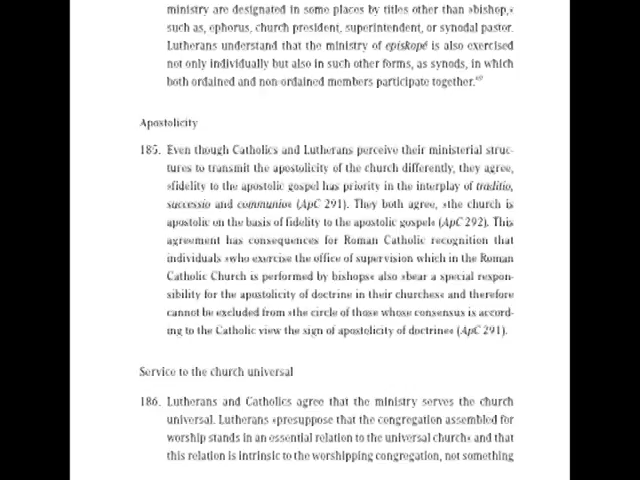 ministry are designated in some places by titles other than »bishop,«
such as, ephorus, church president, superintendent, or synodal pastor.
Lutherans understand that the ministry of episkopé is also exercised
not only individually but also in such other forms, as synods, in which
both ordained and non-ordained members participate together.⁶⁹
Apostolicity
185. Even though Catholics and Lutherans perceive their ministerial struc-
tures to transmit the apostolicity of the church differently, they agree,
»fidelity to the apostolic gospel has priority in the interplay of traditio,
successio and communio« (ApC 291). They both agree, »the church is
apostolic on the basis of fidelity to the apostolic gospel« (ApC 292). This
agreement has consequences for Roman Catholic recognition that
individuals »who exercise the office of supervision which in the Roman
Catholic Church is performed by bishops« also »bear a special respon-
sibility for the apostolicity of doctrine in their churches« and therefore
cannot be excluded from »the circle of those whose consensus is accord-
ing to the Catholic view the sign of apostolicity of doctrine« (ApC 291).
Service to the church universal
186. Lutherans and Catholics agree that the ministry serves the church
universal. Lutherans »presuppose that the congregation assembled for
worship stands in an essential relation to the universal church« and that
this relation is intrinsic to the worshipping congregation, not something